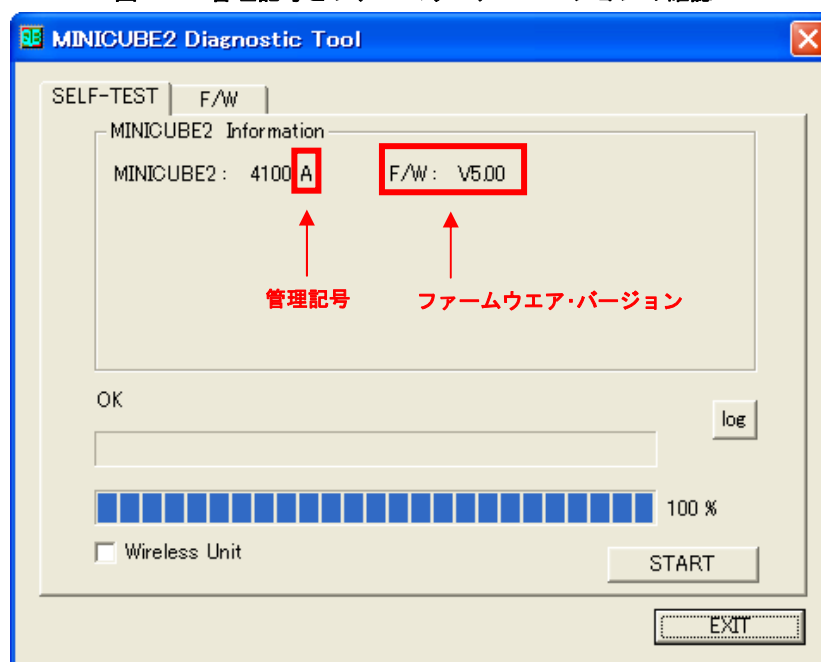 MINICUBE2 Diagnostic Tool
SELF-TEST
F/W
MINICUBE2 Information
MINICUBE2 : 4100 A
F/W : V5.00
管理記号
ファームウエア・バージョン
OK
log
100 %
Wireless Unit
START
EXIT